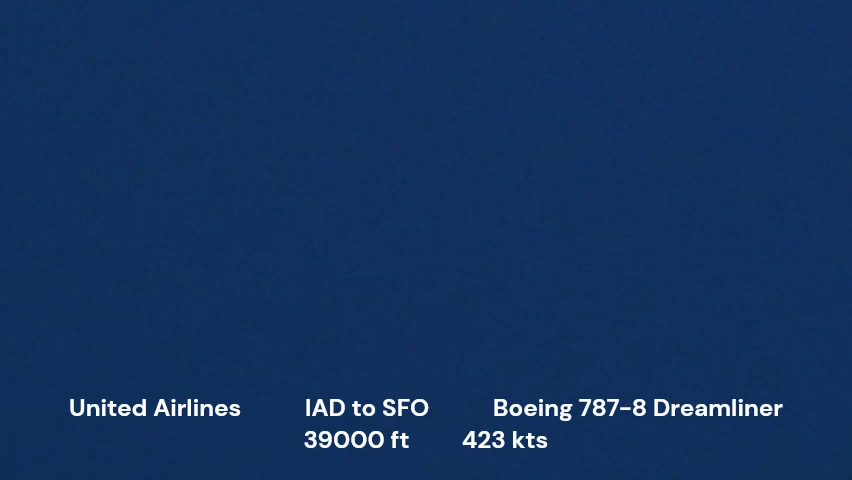 United Airlines IAD to SFO Boeing 787-8 Dreamliner
39000 ft 423 kts